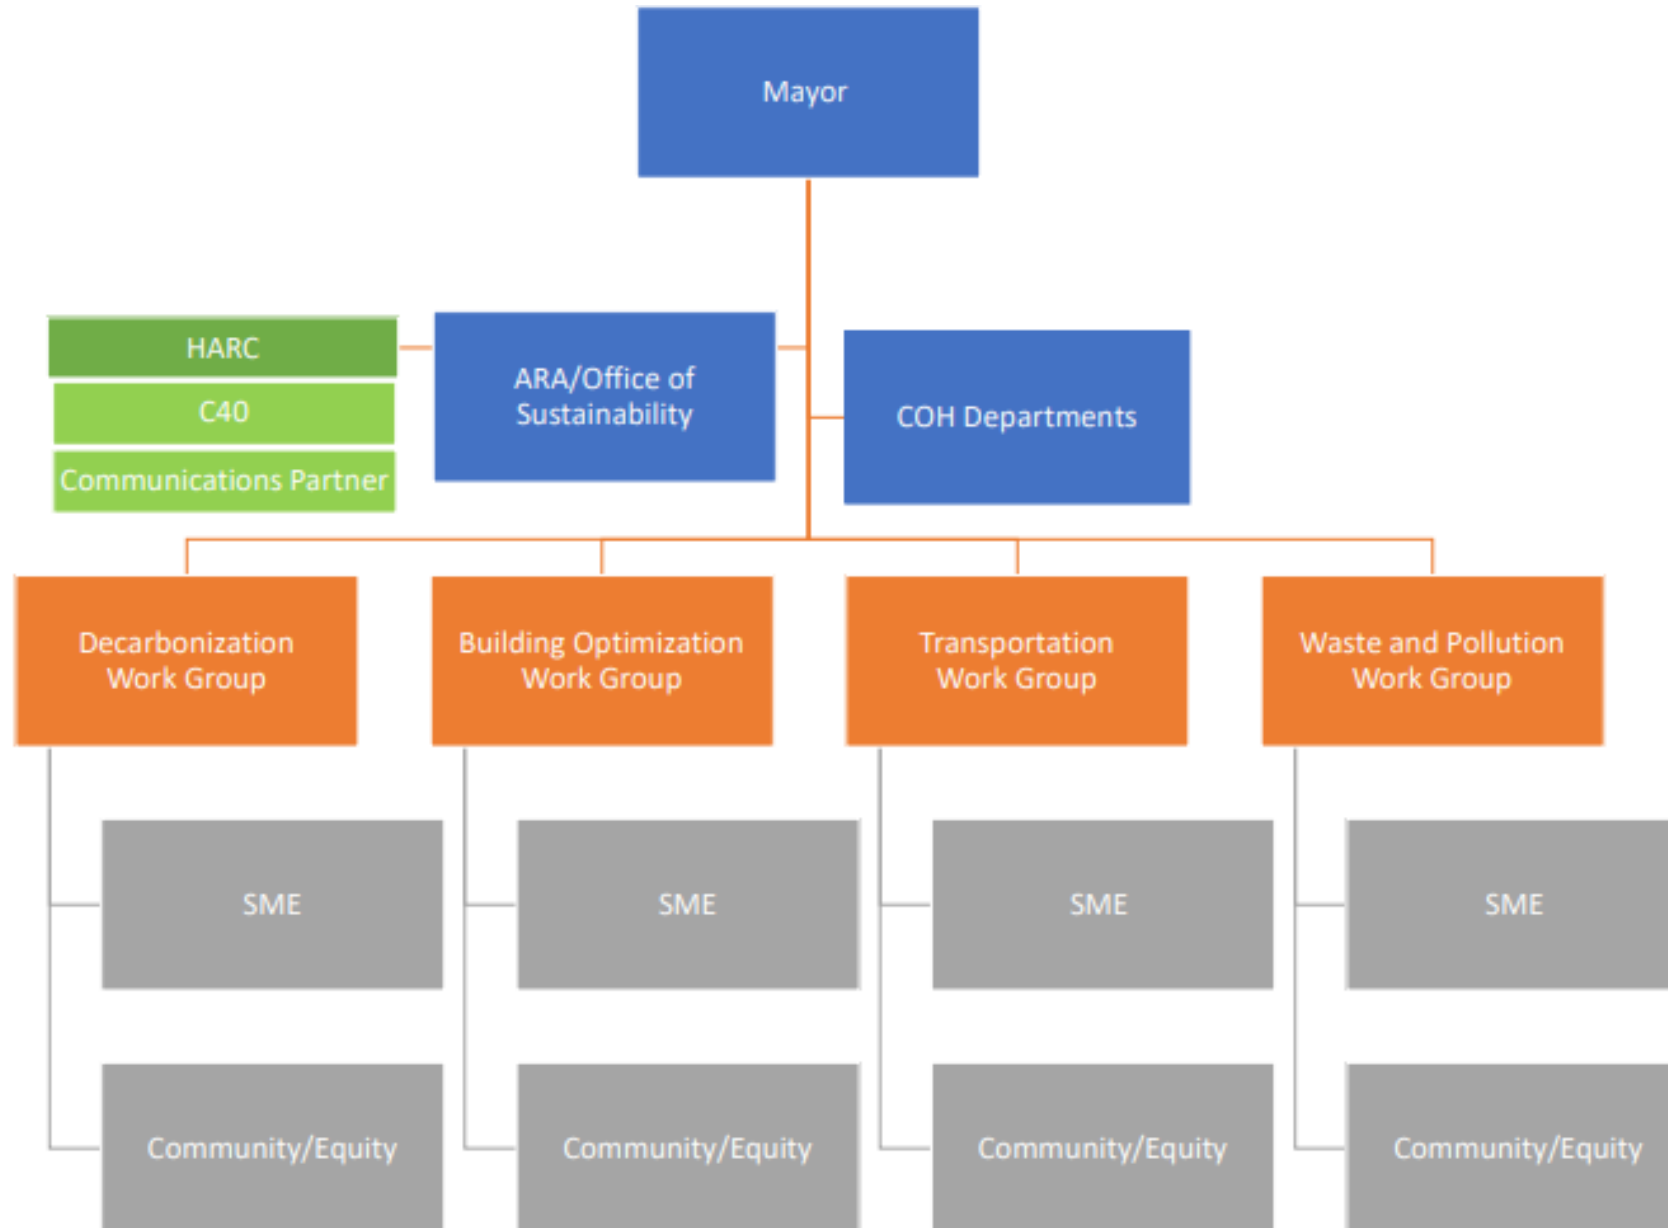 Mayor
HARC
C40
Communications Partner
ARA/Office of
Sustainability
COH Departments
Decarbonization
Work Group
Building Optimization
Work Group
Transportation
Work Group
Waste and Pollution
Work Group
SME
SME
SME
SME
Community/Equity
Community/Equity
Community/Equity
Community/Equity